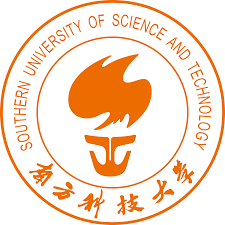 SOUTHERN UNIVERSITY OF SCIENCE AND TECHNOLOGY
南方科技大学